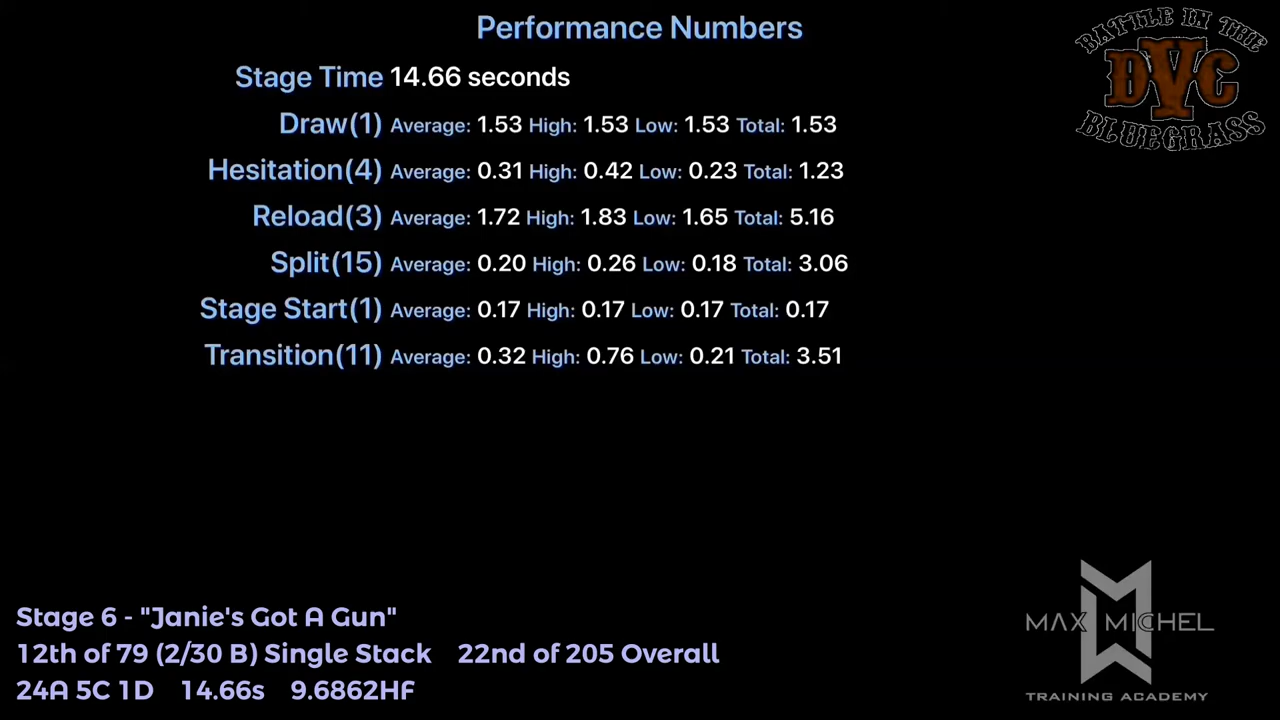 Performance Numbers
BATTLE IN THE
DVC
BLUEGRASS
Stage Time 14.66 seconds
Draw(1) Average: 1.53 High: 1.53 Low: 1.53 Total: 1.53
Hesitation(4) Average: 0.31 High: 0.42 Low: 0.23 Total: 1.23
Reload(3) Average: 1.72 High: 1.83 Low: 1.65 Total: 5.16
Split(15) Average: 0.20 High: 0.26 Low: 0.18 Total: 3.06
Stage Start(1) Average: 0.17 High: 0.17 Low: 0.17 Total: 0.17
Transition(11) Average: 0.32 High: 0.76 Low: 0.21 Total: 3.51
Stage 6 - "Janie's Got A Gun"
12th of 79 (2/30 B) Single Stack 22nd of 205 Overall
24A 5C 1D 14.66s 9.6862HF
MAX MICHEL
TRAINING ACADEMY